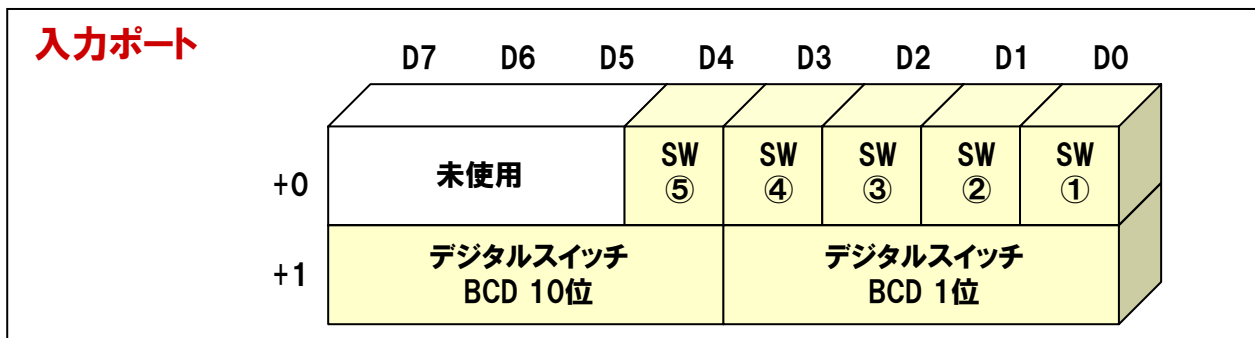 入力ポート
D7 D6 D5 D4 D3 D2 D1 D0
+0
未使用
SW
⑤
SW
④
SW
③
SW
②
SW
①
+1
デジタルスイッチ
BCD 10位
デジタルスイッチ
BCD 1位